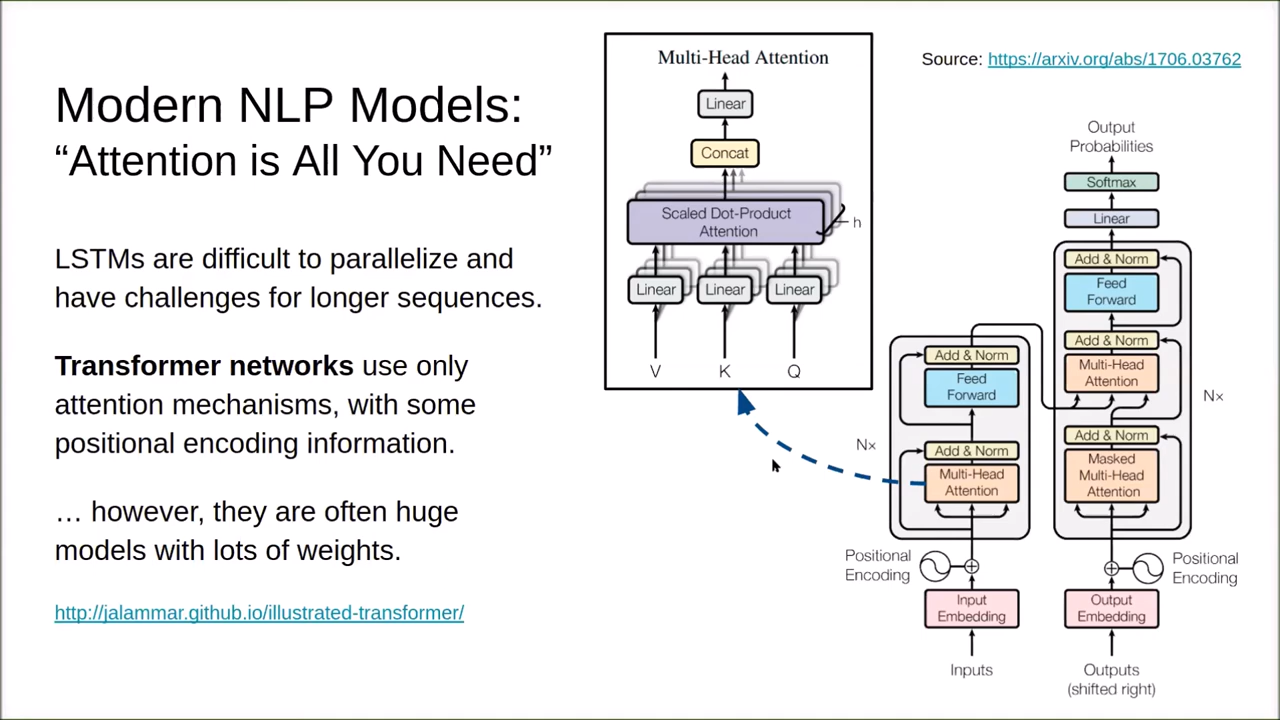 Modern NLP Models:
“Attention is All You Need”
LSTMs are difficult to parallelize and
have challenges for longer sequences.
Transformer networks use only
attention mechanisms, with some
positional encoding information.
… however, they are often huge
models with lots of weights.
http://jalammar.github.io/illustrated-transformer/
Multi-Head Attention
Linear
Concat
Scaled Dot-Product
Attention
h
Linear Linear Linear
V K Q
Source: https://arxiv.org/abs/1706.03762
Output
Probabilities
Softmax
Linear
Add & Norm
Feed
Forward
Add & Norm
Multi-Head
Attention
Nx
Add & Norm
Masked
Multi-Head
Attention
Positional
Encoding
Output
Embedding
Outputs
(shifted right)
Add & Norm
Feed
Forward
Nx
Add & Norm
Multi-Head
Attention
Positional
Encoding
Input
Embedding
Inputs